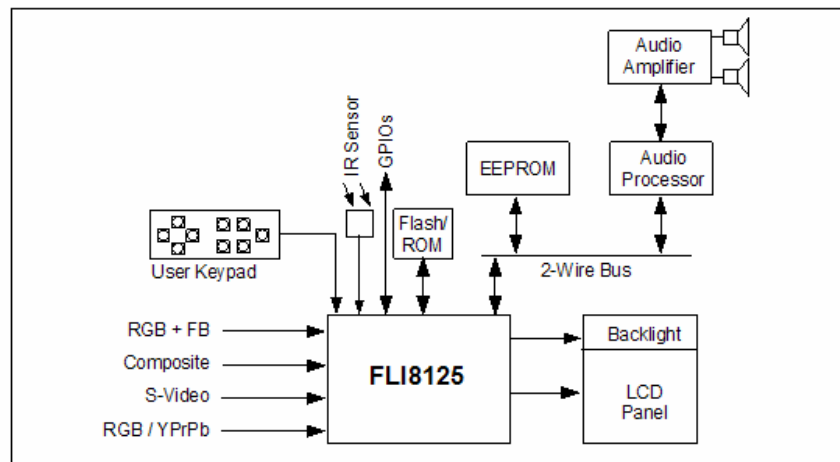 Audio
Amplifier
IR Sensor
GPIOs
EEPROM
Audio
Processor
Flash/
ROM
User Keypad
2-Wire Bus
RGB + FB
Composite
S-Video
RGB / YPrPb
FLI8125
Backlight
LCD
Panel